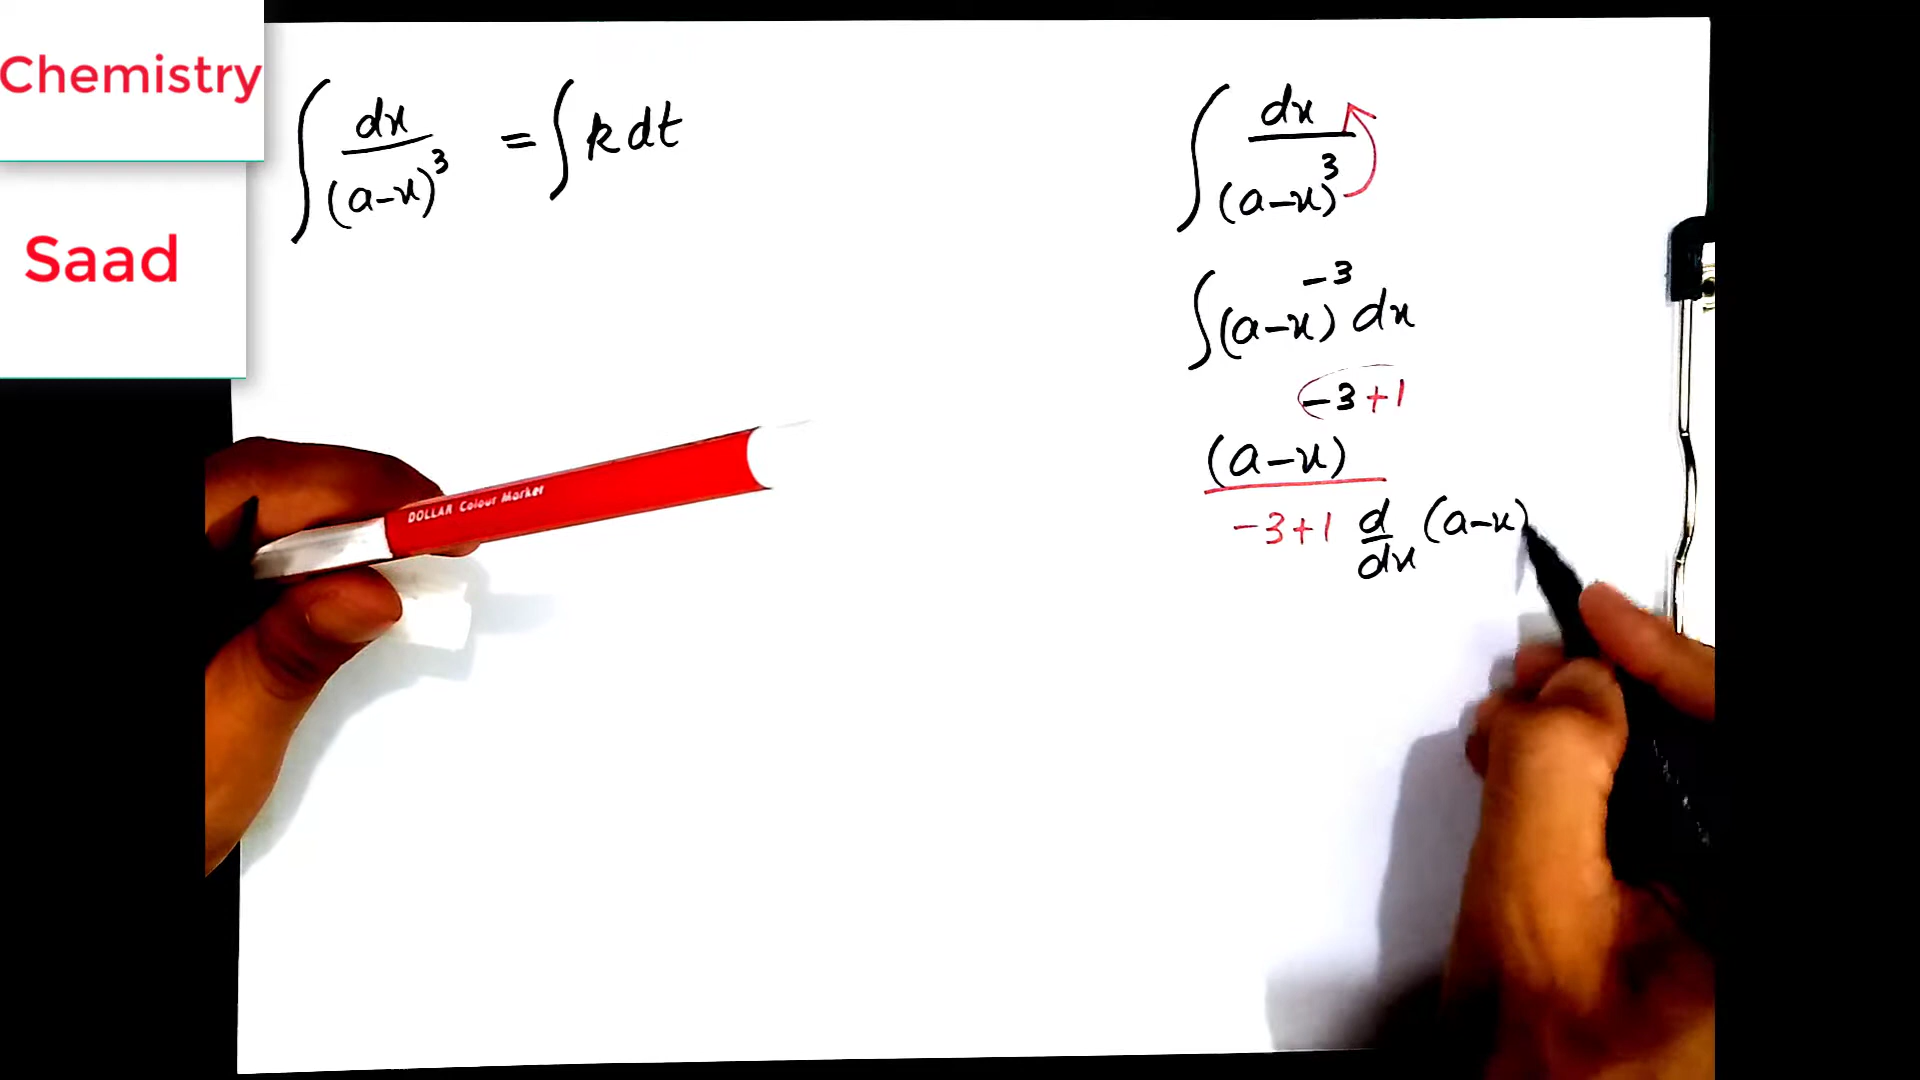 Chemistry
Saad
∫ dx/(a-x)³ = ∫ k dt
∫ dx/(a-x)³
∫ (a-x)⁻³ dx
(a-x)⁻³⁺¹
-3+1 d/dx (a-x)
DOLLAR Colour Marker